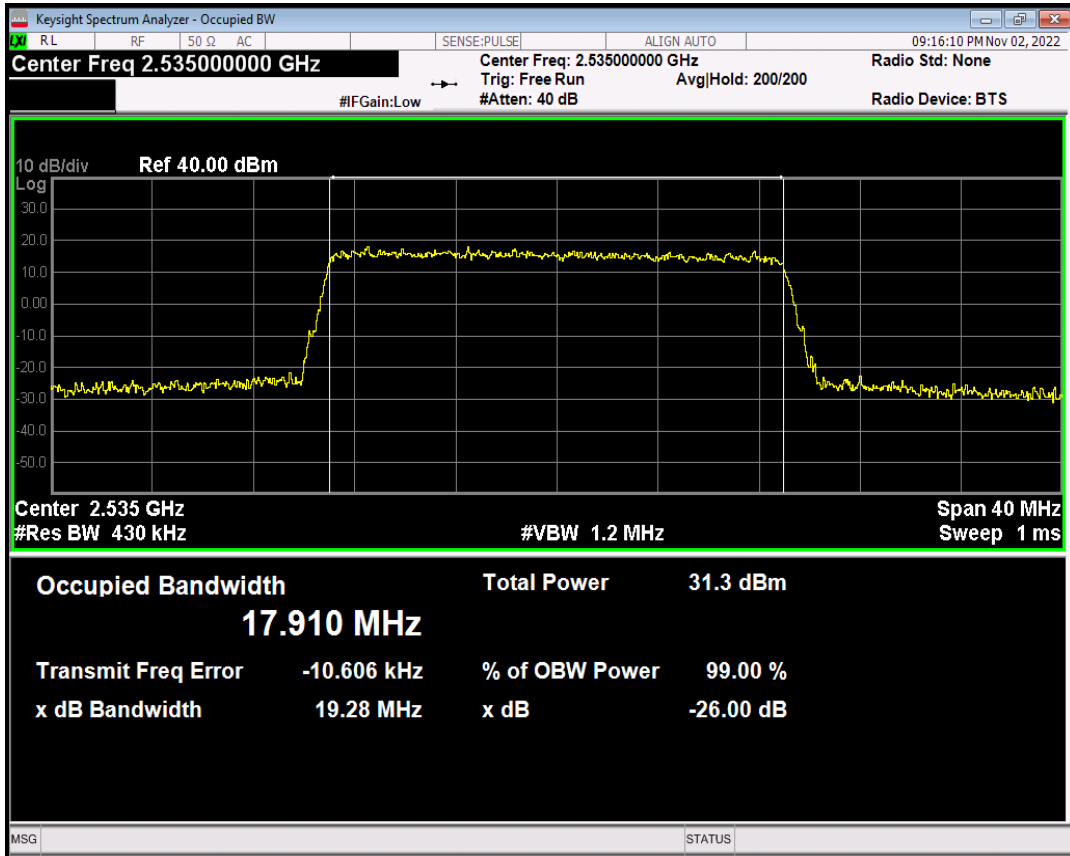 Keysight Spectrum Analyzer - Occupied BW
LXI RL RF 50 Ω AC SENSE:PULSE ALIGN AUTO 09:16:10 PM Nov 02, 2022
Center Freq 2.535000000 GHz Center Freq: 2.535000000 GHz Radio Std: None
Trig: Free Run Avg|Hold: 200/200
#IFGain:Low #Atten: 40 dB Radio Device: BTS
10 dB/div Ref 40.00 dBm
Log
30.0
20.0
10.0
0.00
-10.0
-20.0
-30.0
-40.0
-50.0
Center 2.535 GHz Span 40 MHz
#Res BW 430 kHz #VBW 1.2 MHz Sweep 1 ms
Occupied Bandwidth Total Power 31.3 dBm
17.910 MHz
Transmit Freq Error -10.606 kHz % of OBW Power 99.00 %
x dB Bandwidth 19.28 MHz x dB -26.00 dB
MSG STATUS